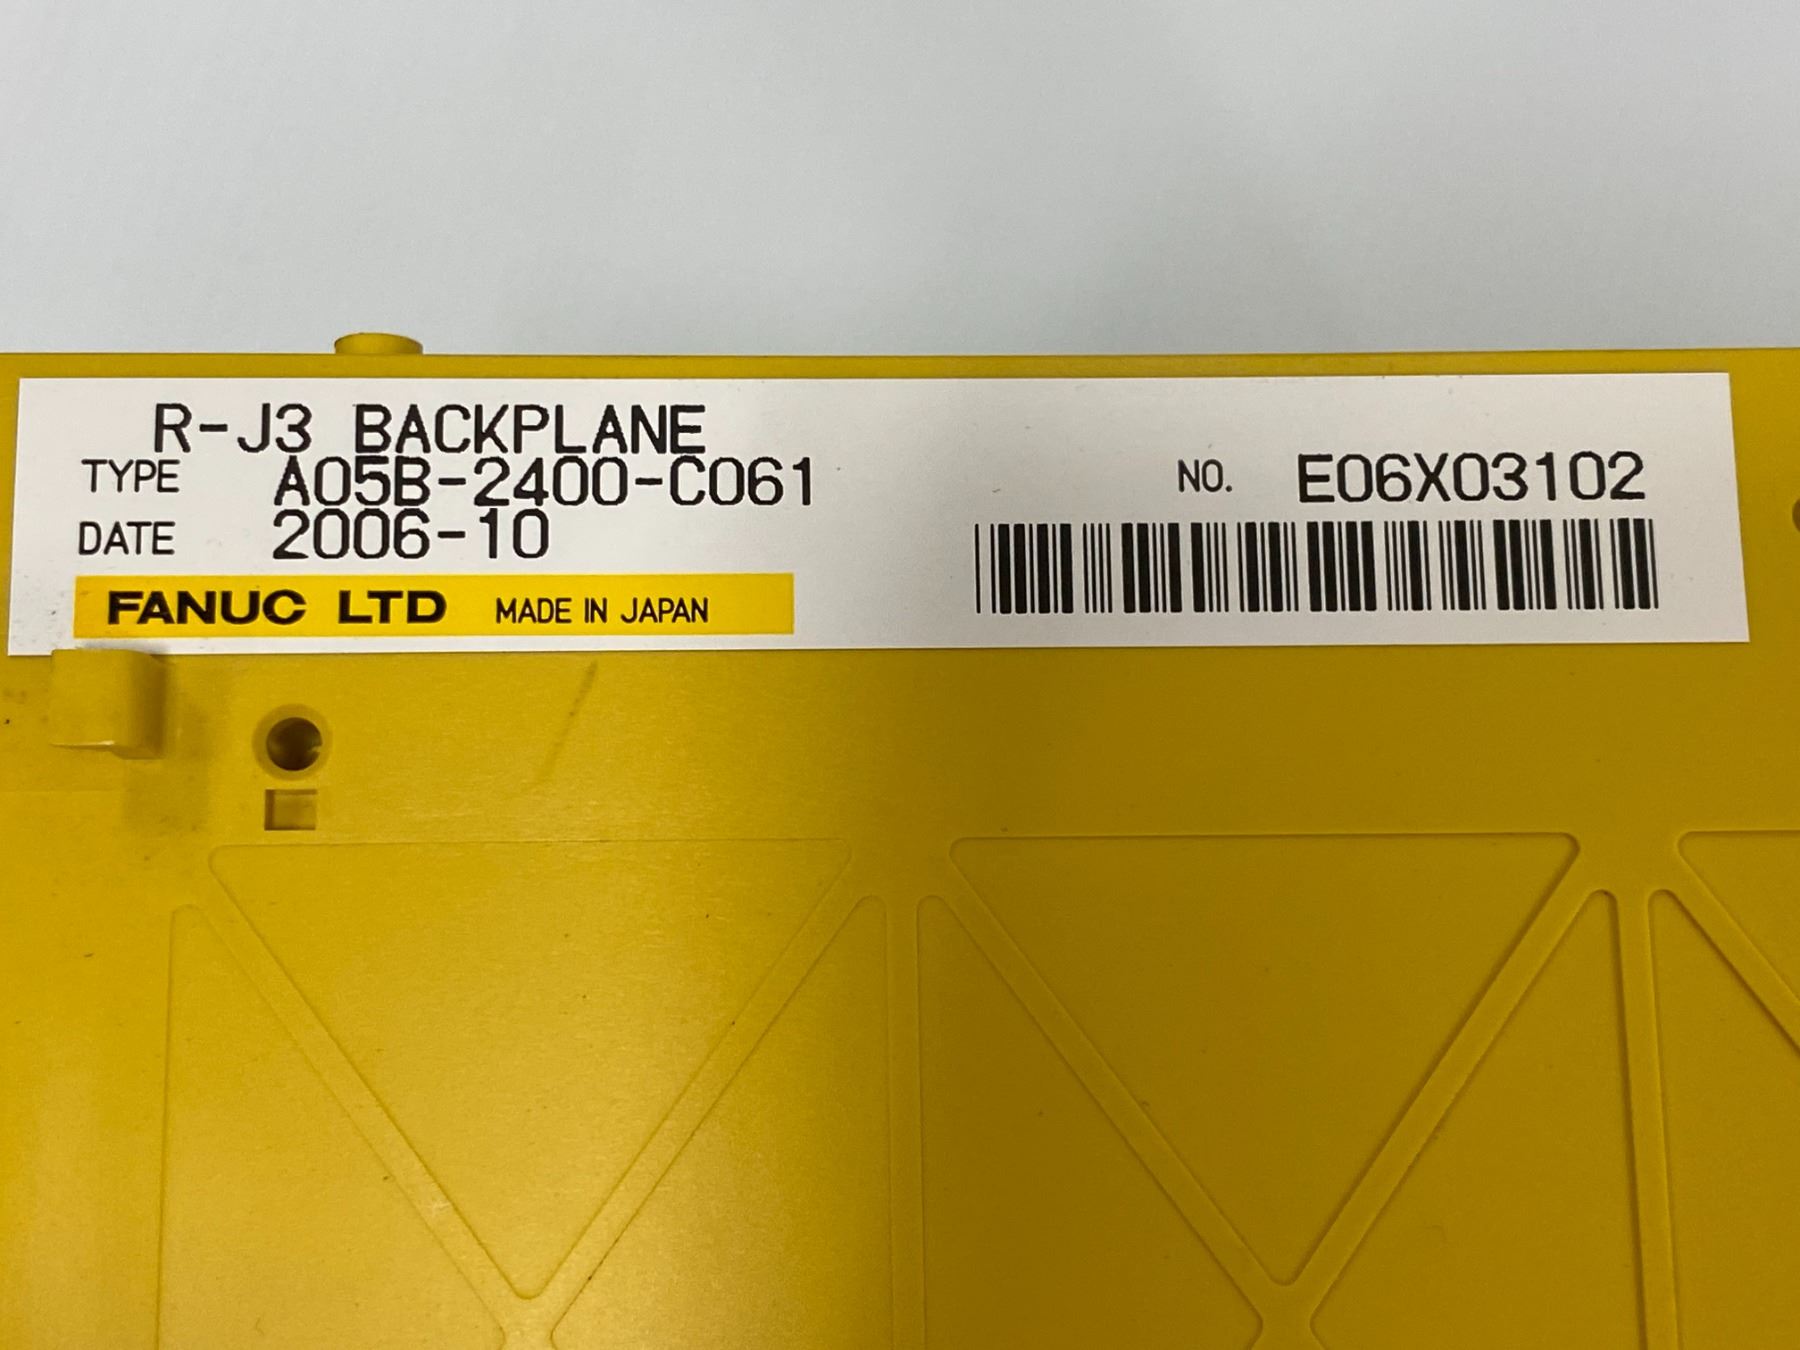 R-J3 BACKPLANE
TYPE A05B-2400-C061
DATE 2006-10
FANUC LTD MADE IN JAPAN
NO. E06X03102